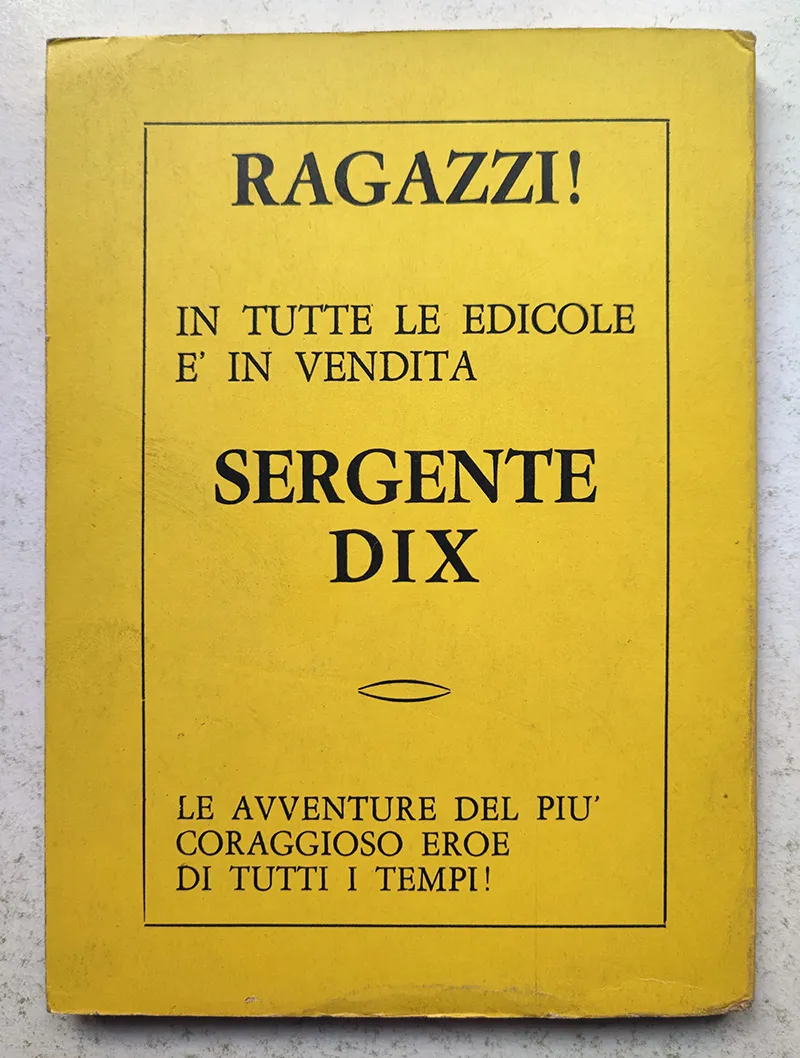 RAGAZZI!
IN TUTTE LE EDICOLE
E' IN VENDITA
SERGENTE
DIX
LE AVVENTURE DEL PIU'
CORAGGIOSO EROE
DI TUTTI I TEMPI!